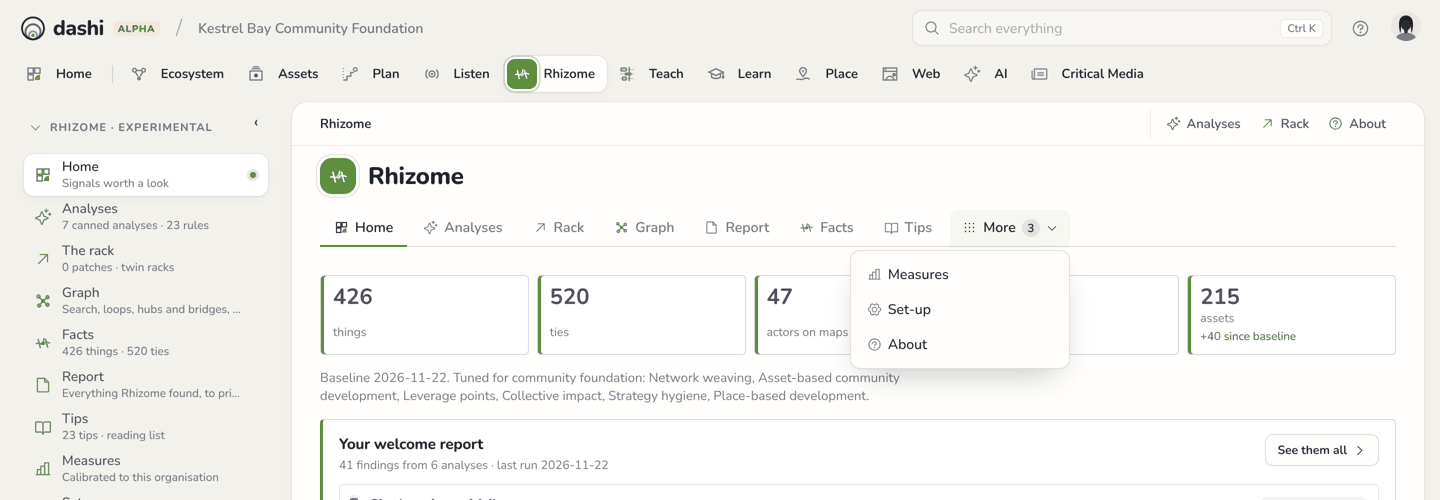 dashi ALPHA / Kestrel Bay Community Foundation
Search everything Ctrl K
Home Ecosystem Assets Plan Listen Rhizome Teach Learn Place Web AI Critical Media
RHIZOME · EXPERIMENTAL
Home
Signals worth a look
Analyses
7 canned analyses · 23 rules
The rack
0 patches · twin racks
Graph
Search, loops, hubs and bridges, ...
Facts
426 things · 520 ties
Report
Everything Rhizome found, to pri...
Tips
23 tips · reading list
Measures
Calibrated to this organisation
Rhizome
Analyses Rack About
Rhizome
Home Analyses Rack Graph Report Facts Tips More 3
Measures
Set-up
About
426
things
520
ties
47
actors on maps
215
assets
+40 since baseline
Baseline 2026-11-22. Tuned for community foundation: Network weaving, Asset-based community
development, Leverage points, Collective impact, Strategy hygiene, Place-based development.
Your welcome report
41 findings from 6 analyses · last run 2026-11-22
See them all